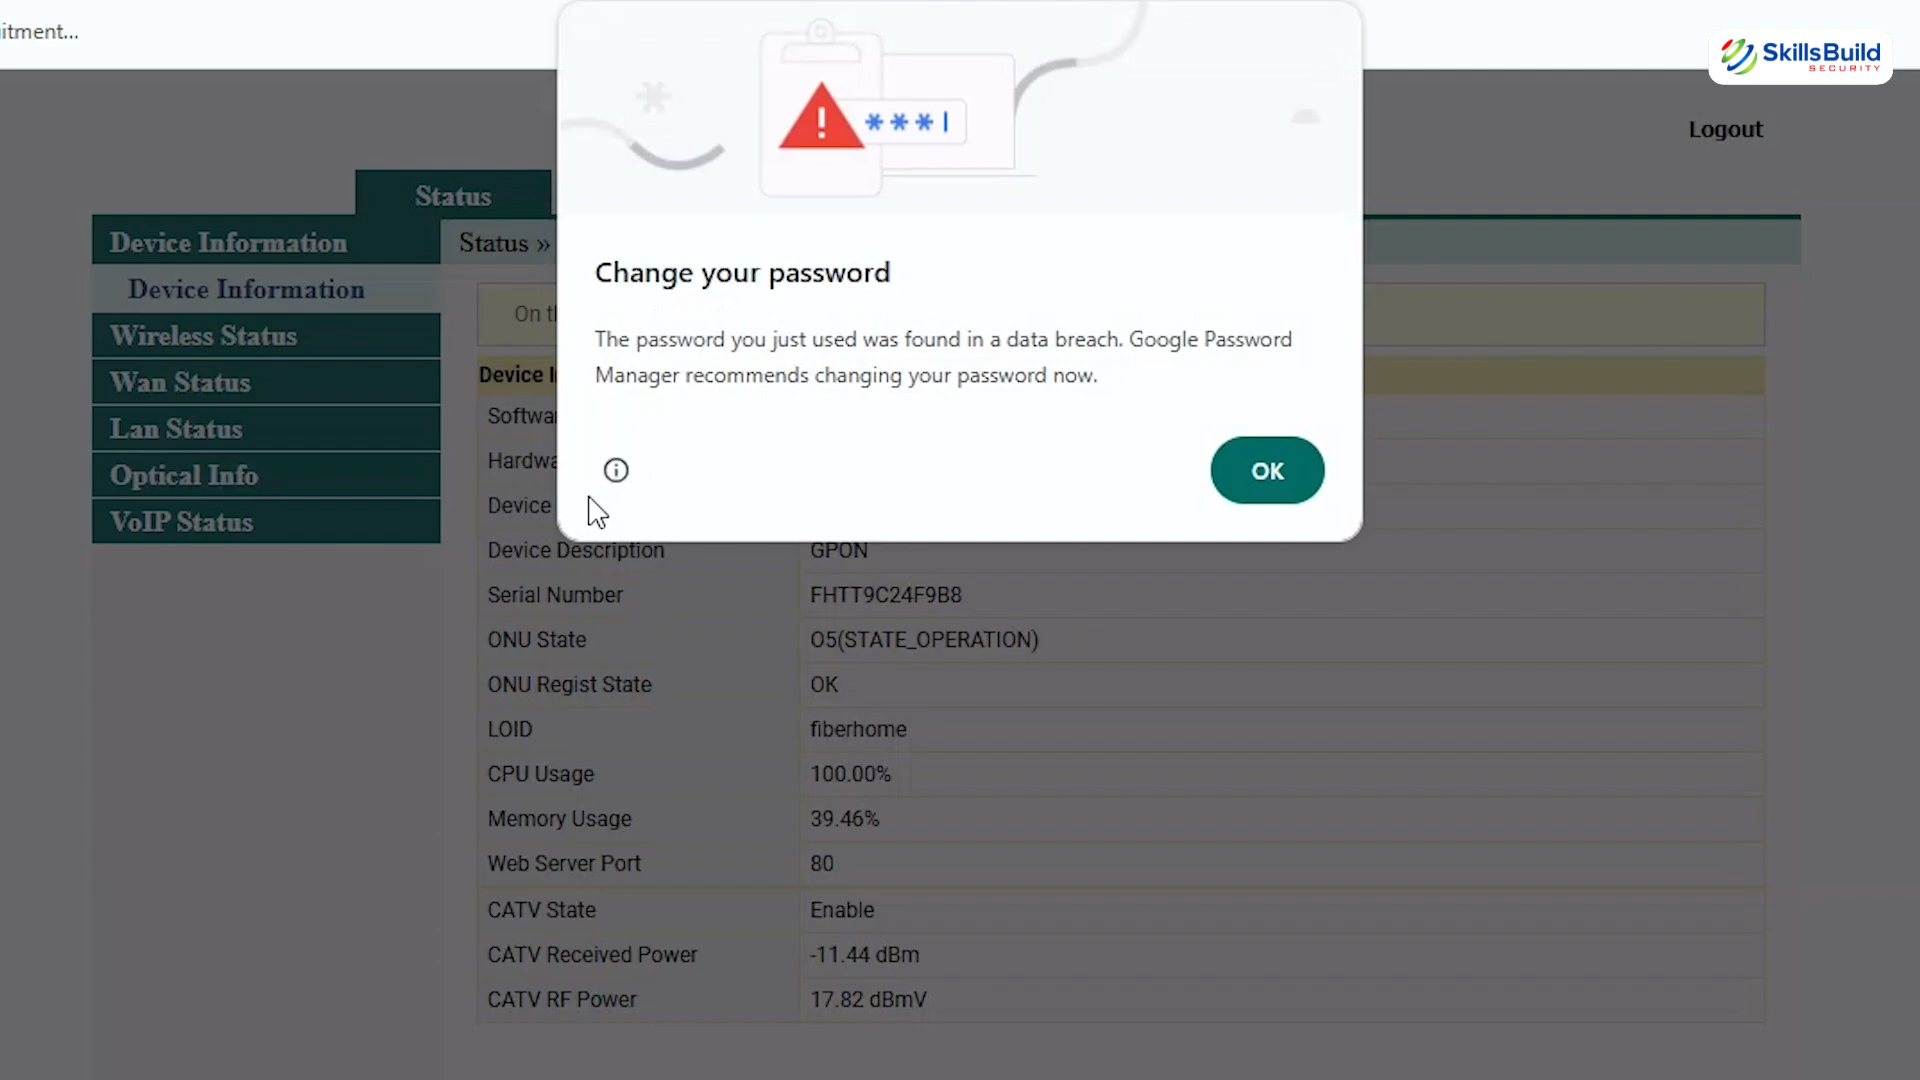 itment...
SkillsBuild
SECURITY
Logout
Status
Device Information
Status »
Device Information
Wireless Status
Wan Status
Lan Status
Optical Info
VoIP Status
***
Change your password
The password you just used was found in a data breach. Google Password
Manager recommends changing your password now.
OK
On t
Device I
Softwa
Hardwa
Device
Device Description GPON
Serial Number FHTT9C24F9B8
ONU State O5(STATE_OPERATION)
ONU Regist State OK
LOID fiberhome
CPU Usage 100.00%
Memory Usage 39.46%
Web Server Port 80
CATV State Enable
CATV Received Power -11.44 dBm
CATV RF Power 17.82 dBmV